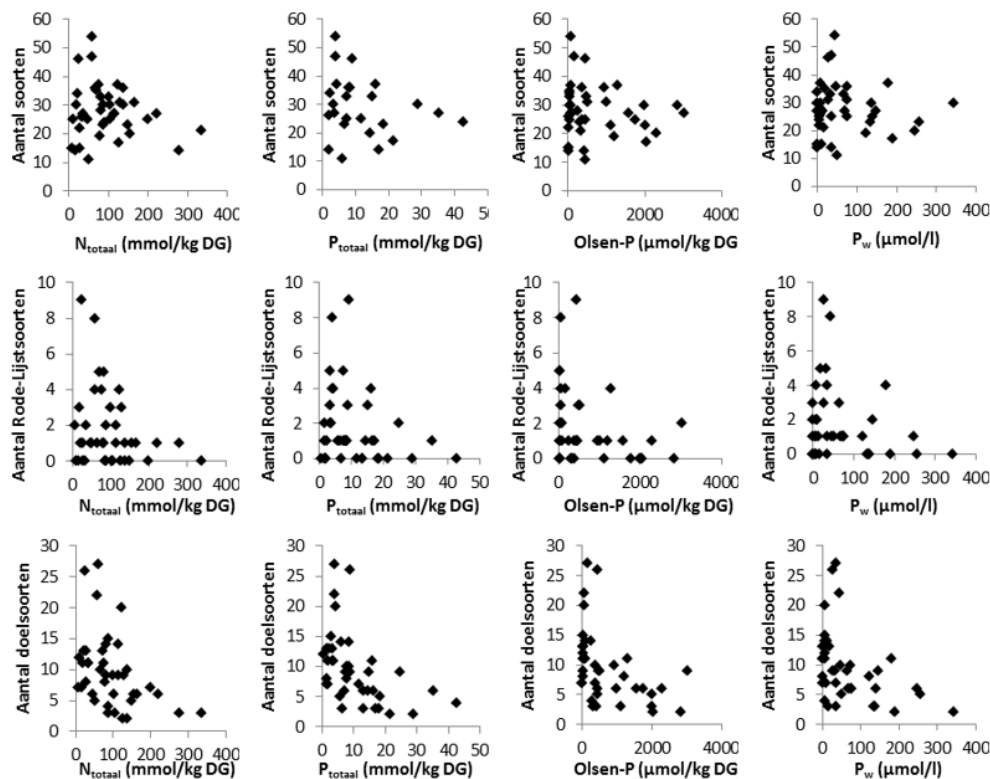 Aantal soorten
60
50
40
30
20
10
0
0 100 200 300 400
N totaal (mmol/kg DG)
Aantal soorten
60
50
40
30
20
10
0
0 10 20 30 40 50
P totaal (mmol/kg DG)
Aantal soorten
60
50
40
30
20
10
0
0 2000 4000
Olsen-P (μmol/kg DG
Aantal soorten
60
50
40
30
20
10
0
0 100 200 300 400
P w (μmol/l)
Aantal Rode-Lijstsoorten
10
8
6
4
2
0
0 100 200 300 400
N totaal (mmol/kg DG)
Aantal Rode-Lijstsoorten
10
8
6
4
2
0
0 10 20 30 40 50
P totaal (mmol/kg DG)
Aantal Rode-Lijstsoorten
10
8
6
4
2
0
0 2000 4000
Olsen-P (μmol/kg DG)
Aantal Rode-Lijstsoorten
10
8
6
4
2
0
0 100 200 300 400
P w (μmol/l)
Aantal doelsoorten
30
25
20
15
10
5
0
0 100 200 300 400
N totaal (mmol/kg DG)
Aantal doelsoorten
30
25
20
15
10
5
0
0 10 20 30 40 50
P totaal (mmol/kg DG)
Aantal doelsoorten
30
25
20
15
10
5
0
0 2000 4000
Olsen-P (μmol/kg DG
Aantal doelsoorten
30
25
20
15
10
5
0
0 100 200 300 400
P w (μmol/l)